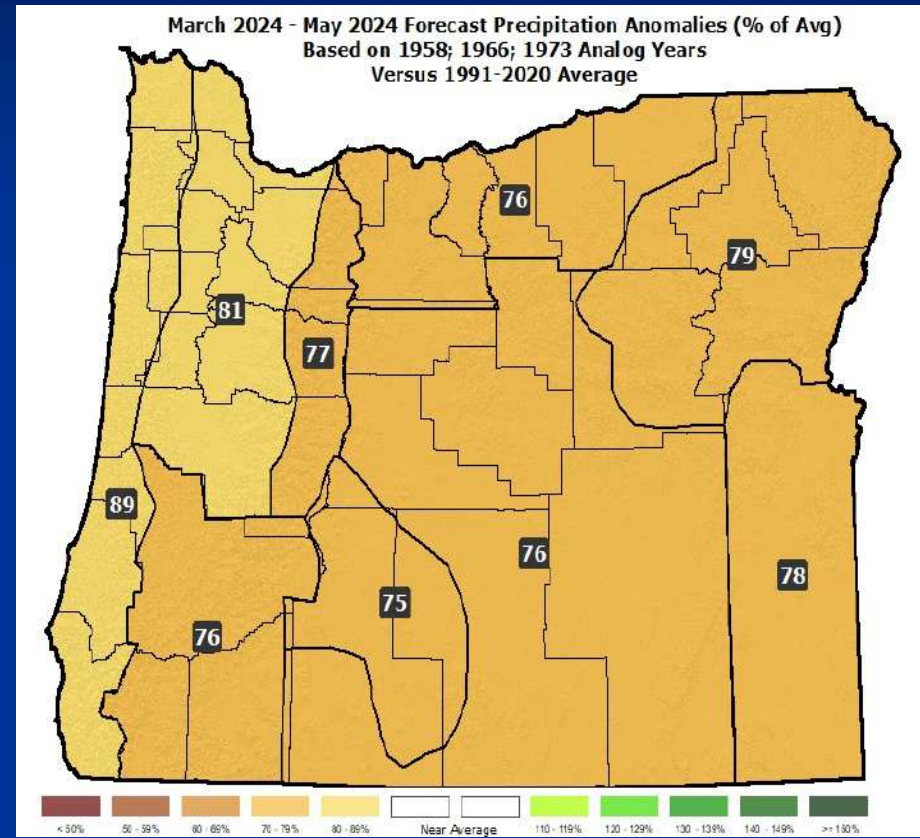 March 2024 - May 2024 Forecast Precipitation Anomalies (% of Avg)
Based on 1958; 1966; 1973 Analog Years
Versus 1991-2020 Average
76
79
81
77
89
76
78
75
76
< 50%
50 - 59%
60 - 69%
70 - 79%
80 - 89%
Near Average
110 - 119%
120 - 129%
130 - 139%
140 - 149%
>= 150%